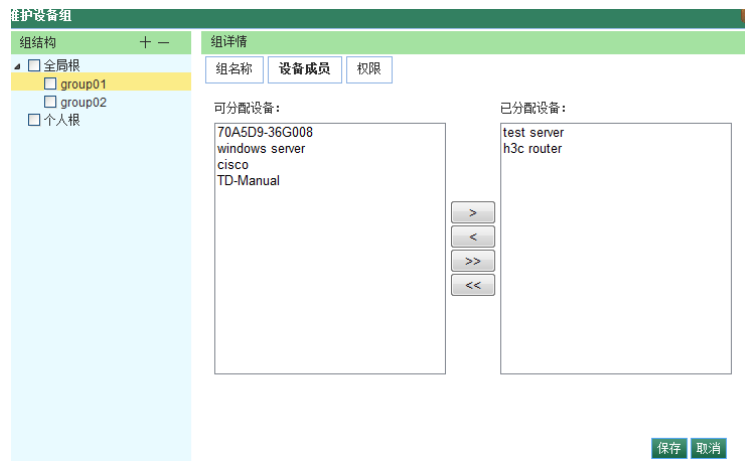 维护设备组
组结构
全局根
group01
group02
个人根
组详情
组名称 设备成员 权限
可分配设备:
70A5D9-36G008
windows server
cisco
TD-Manual
>
<
>>
<<
已分配设备:
test server
h3c router
保存 取消